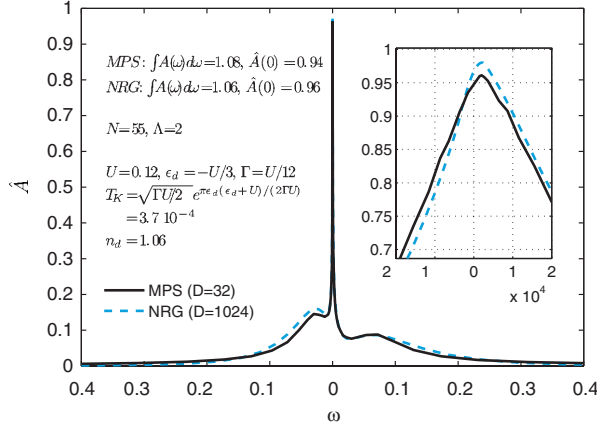 1
0.9
0.8
0.7
0.6
0.5
0.4
0.3
0.2
0.1
0
Â
MPS: ∫A(ω)dω=1.08, Â(0) =0.94
NRG: ∫A(ω)dω=1.06, Â(0) =0.96
N=55, Λ=2
U=0.12, ϵ_d =−U/3, Γ=U/12
T_K=√ΓU/2 e^{πϵ_d(ϵ_d+U)/(2ΓU)}
=3.7 10^{−4}
n_d =1.06
MPS (D=32)
NRG (D=1024)
1
0.95
0.9
0.85
0.8
0.75
0.7
2 1 0 1 2
x 10^4
0.4 0.2 0.1 0 0.1 0.2 0.4
ω